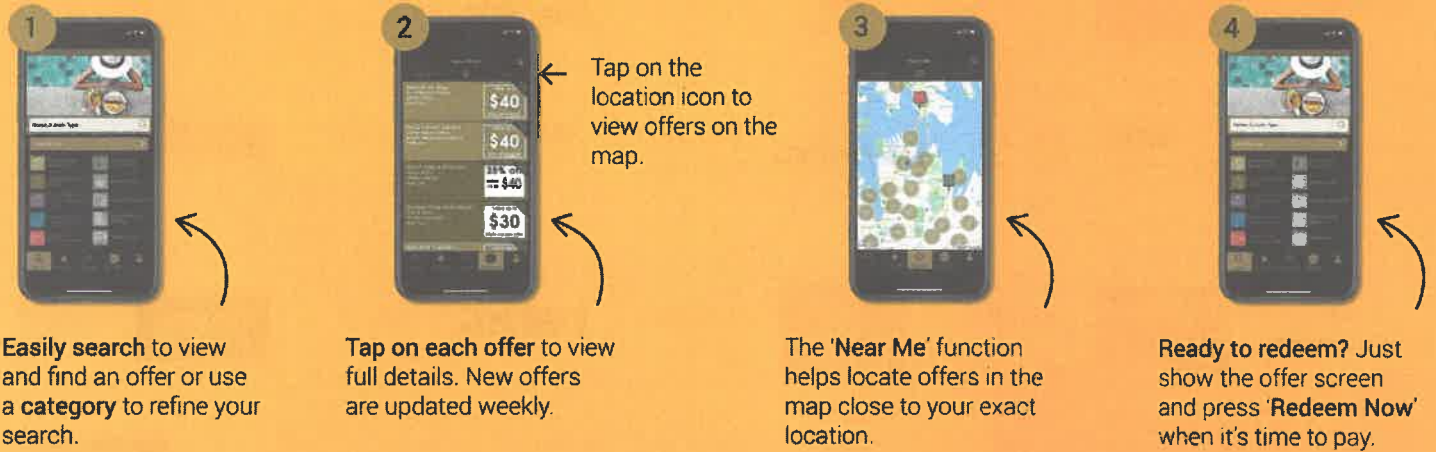 1
2
Tap on the
location icon to
view offers on the
map.
3
4
$40
$40
25% off
$40
$30
Easily search to view
and find an offer or use
a category to refine your
search.
Tap on each offer to view
full details. New offers
are updated weekly.
The 'Near Me' function
helps locate offers in the
map close to your exact
location.
Ready to redeem? Just
show the offer screen
and press 'Redeem Now'
when it's time to pay.